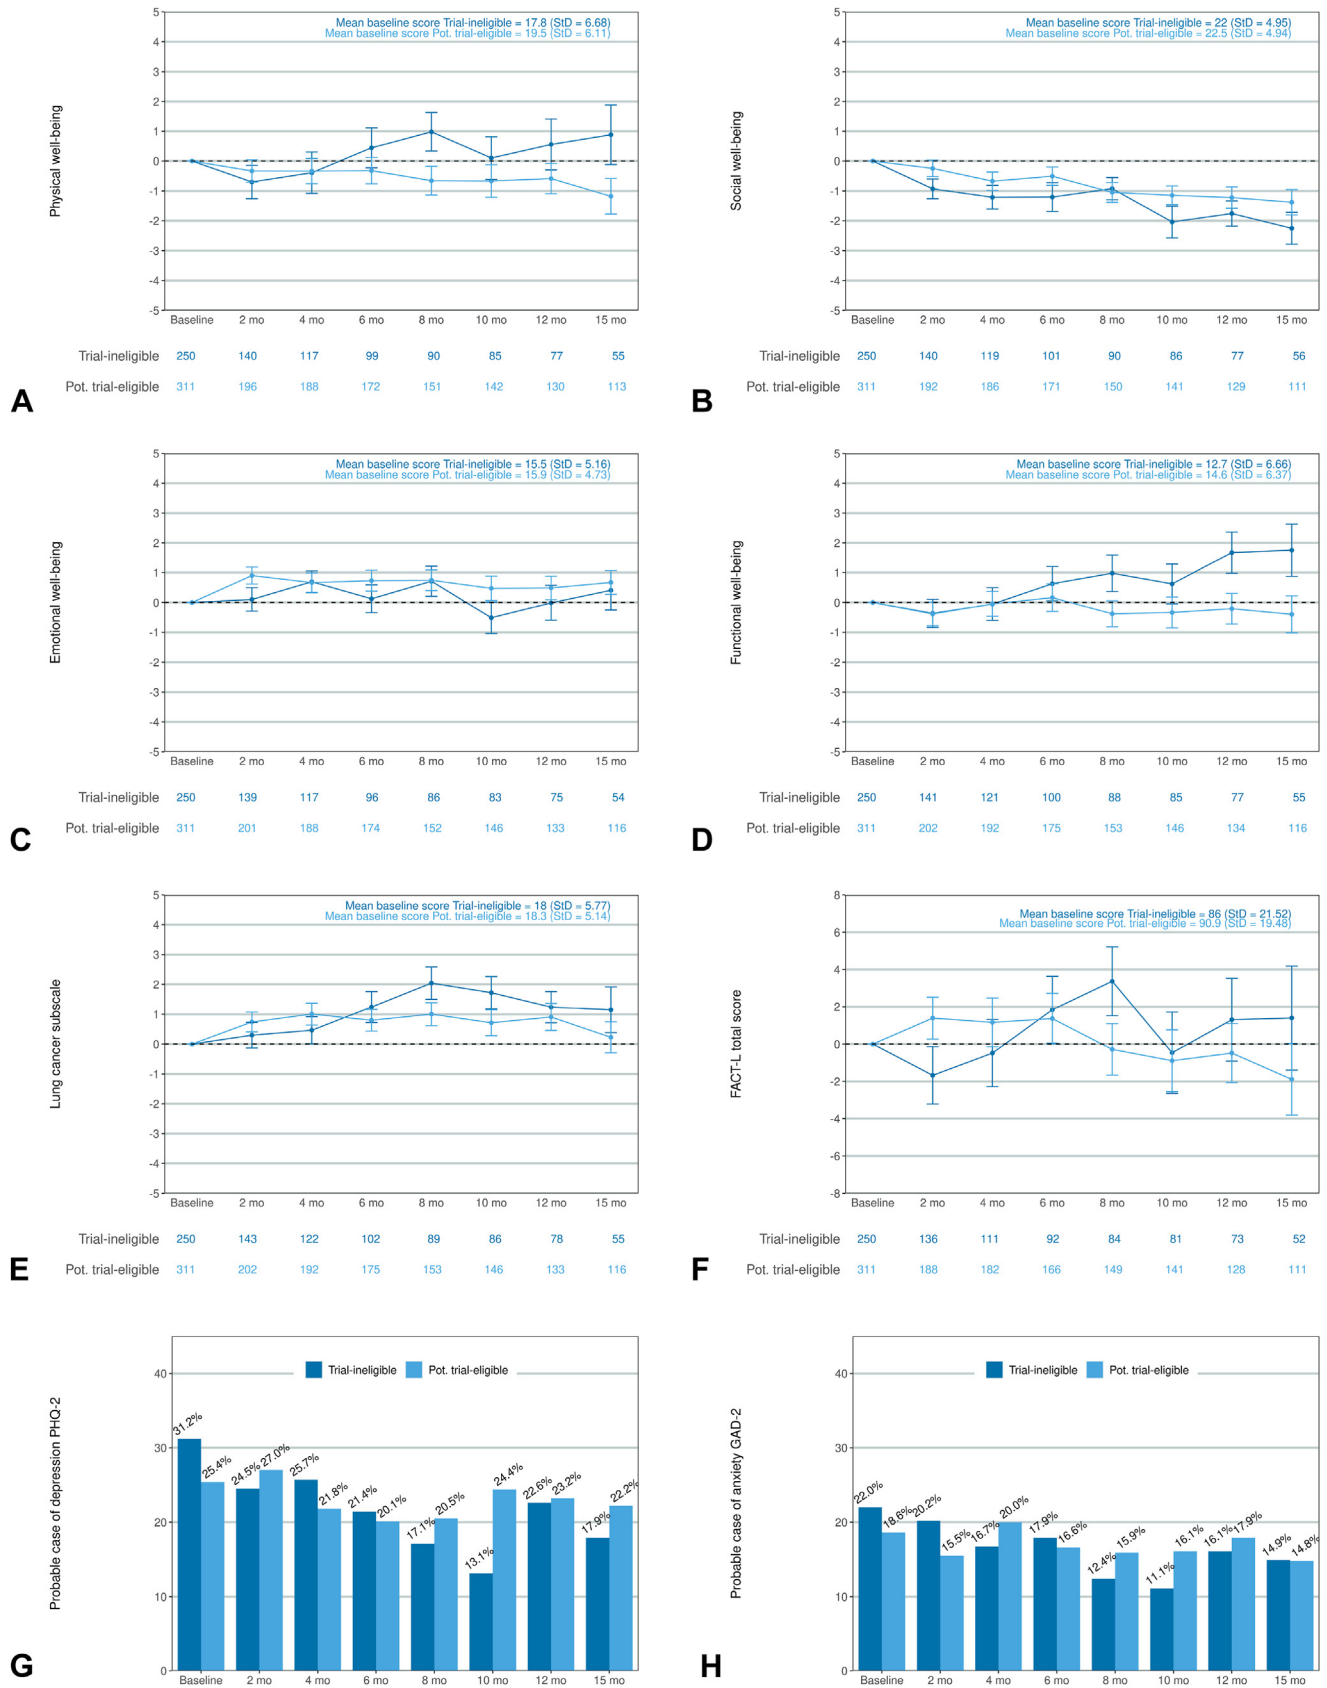 Mean baseline score Trial-ineligible = 17.8 (StD = 6.68)
Mean baseline score Pot. trial-eligible = 19.5 (StD = 6.11)
Physical well-being
5
4
3
2
1
0
-1
-2
-3
-4
-5
Baseline 2 mo 4 mo 6 mo 8 mo 10 mo 12 mo 15 mo
Trial-ineligible 250 140 117 99 90 85 77 55
Pot. trial-eligible 311 196 188 172 151 142 130 113
A
Mean baseline score Trial-ineligible = 22 (StD = 4.95)
Mean baseline score Pot. trial-eligible = 22.5 (StD = 4.94)
Social well-being
5
4
3
2
1
0
-1
-2
-3
-4
-5
Baseline 2 mo 4 mo 6 mo 8 mo 10 mo 12 mo 15 mo
Trial-ineligible 250 140 119 101 90 86 77 56
Pot. trial-eligible 311 192 186 171 150 141 129 111
B
Mean baseline score Trial-ineligible = 15.5 (StD = 5.16)
Mean baseline score Pot. trial-eligible = 15.9 (StD = 4.73)
Emotional well-being
5
4
3
2
1
0
-1
-2
-3
-4
-5
Baseline 2 mo 4 mo 6 mo 8 mo 10 mo 12 mo 15 mo
Trial-ineligible 250 139 117 96 86 83 75 54
Pot. trial-eligible 311 201 188 174 152 146 133 116
C
Mean baseline score Trial-ineligible = 12.7 (StD = 6.66)
Mean baseline score Pot. trial-eligible = 14.6 (StD = 6.37)
Functional well-being
5
4
3
2
1
0
-1
-2
-3
-4
-5
Baseline 2 mo 4 mo 6 mo 8 mo 10 mo 12 mo 15 mo
Trial-ineligible 250 141 121 100 88 85 77 55
Pot. trial-eligible 311 202 192 175 153 146 134 116
D
Mean baseline score Trial-ineligible = 18 (StD = 5.77)
Mean baseline score Pot. trial-eligible = 18.3 (StD = 5.14)
Lung cancer subscale
5
4
3
2
1
0
-1
-2
-3
-4
-5
Baseline 2 mo 4 mo 6 mo 8 mo 10 mo 12 mo 15 mo
Trial-ineligible 250 143 122 102 89 86 78 55
Pot. trial-eligible 311 202 192 175 153 146 133 116
E
Mean baseline score Trial-ineligible = 86 (StD = 21.52)
Mean baseline score Pot. trial-eligible = 90.9 (StD = 19.48)
FACT-L total score
8
6
4
2
0
-2
-4
-6
-8
Baseline 2 mo 4 mo 6 mo 8 mo 10 mo 12 mo 15 mo
Trial-ineligible 250 136 111 92 84 81 73 52
Pot. trial-eligible 311 188 182 166 149 141 128 111
F
Trial-ineligible Pot. trial-eligible
Probable case of depression PHQ-2
40
30
20
10
0
31.2% 25.4% 24.5% 27.0% 25.7% 21.8% 21.4% 20.1% 17.1% 20.5% 13.1% 24.4% 22.6% 23.2% 17.9% 22.2%
Baseline 2 mo 4 mo 6 mo 8 mo 10 mo 12 mo 15 mo
G
Trial-ineligible Pot. trial-eligible
Probable case of anxiety GAD-2
40
30
20
10
0
22.0% 18.6% 20.2% 15.5% 16.7% 20.0% 17.9% 16.6% 12.4% 15.9% 11.1% 16.1% 16.1% 17.9% 14.9% 14.8%
Baseline 2 mo 4 mo 6 mo 8 mo 10 mo 12 mo 15 mo
H